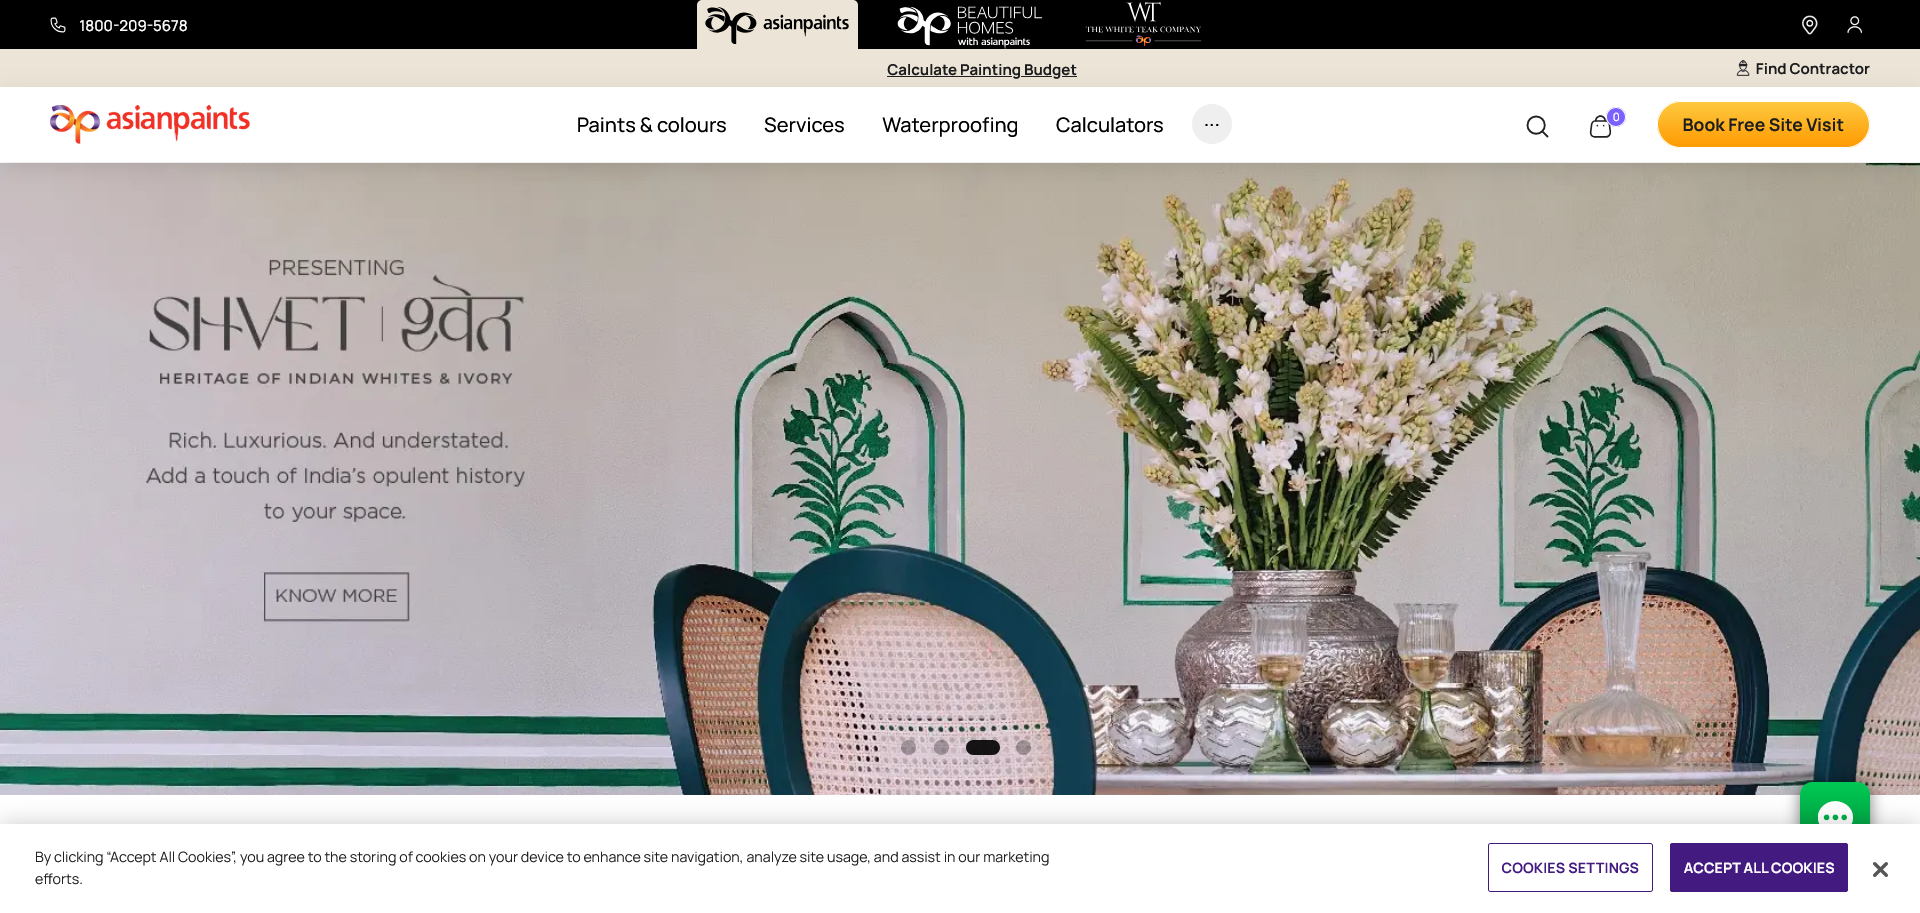 1800-209-5678
asianpaints
BEAUTIFUL
HOMES
with asianpaints
WT
THE WHITE TEAK COMPANY
Calculate Painting Budget
Find Contractor
asianpaints
Paints & colours
Services
Waterproofing
Calculators
...
0
Book Free Site Visit
PRESENTING
SHVET | श्वेत
HERITAGE OF INDIAN WHITES & IVORY
Rich. Luxurious. And understated.
Add a touch of India's opulent history
to your space.
KNOW MORE
By clicking “Accept All Cookies”, you agree to the storing of cookies on your device to enhance site navigation, analyze site usage, and assist in our marketing
efforts.
COOKIES SETTINGS
ACCEPT ALL COOKIES